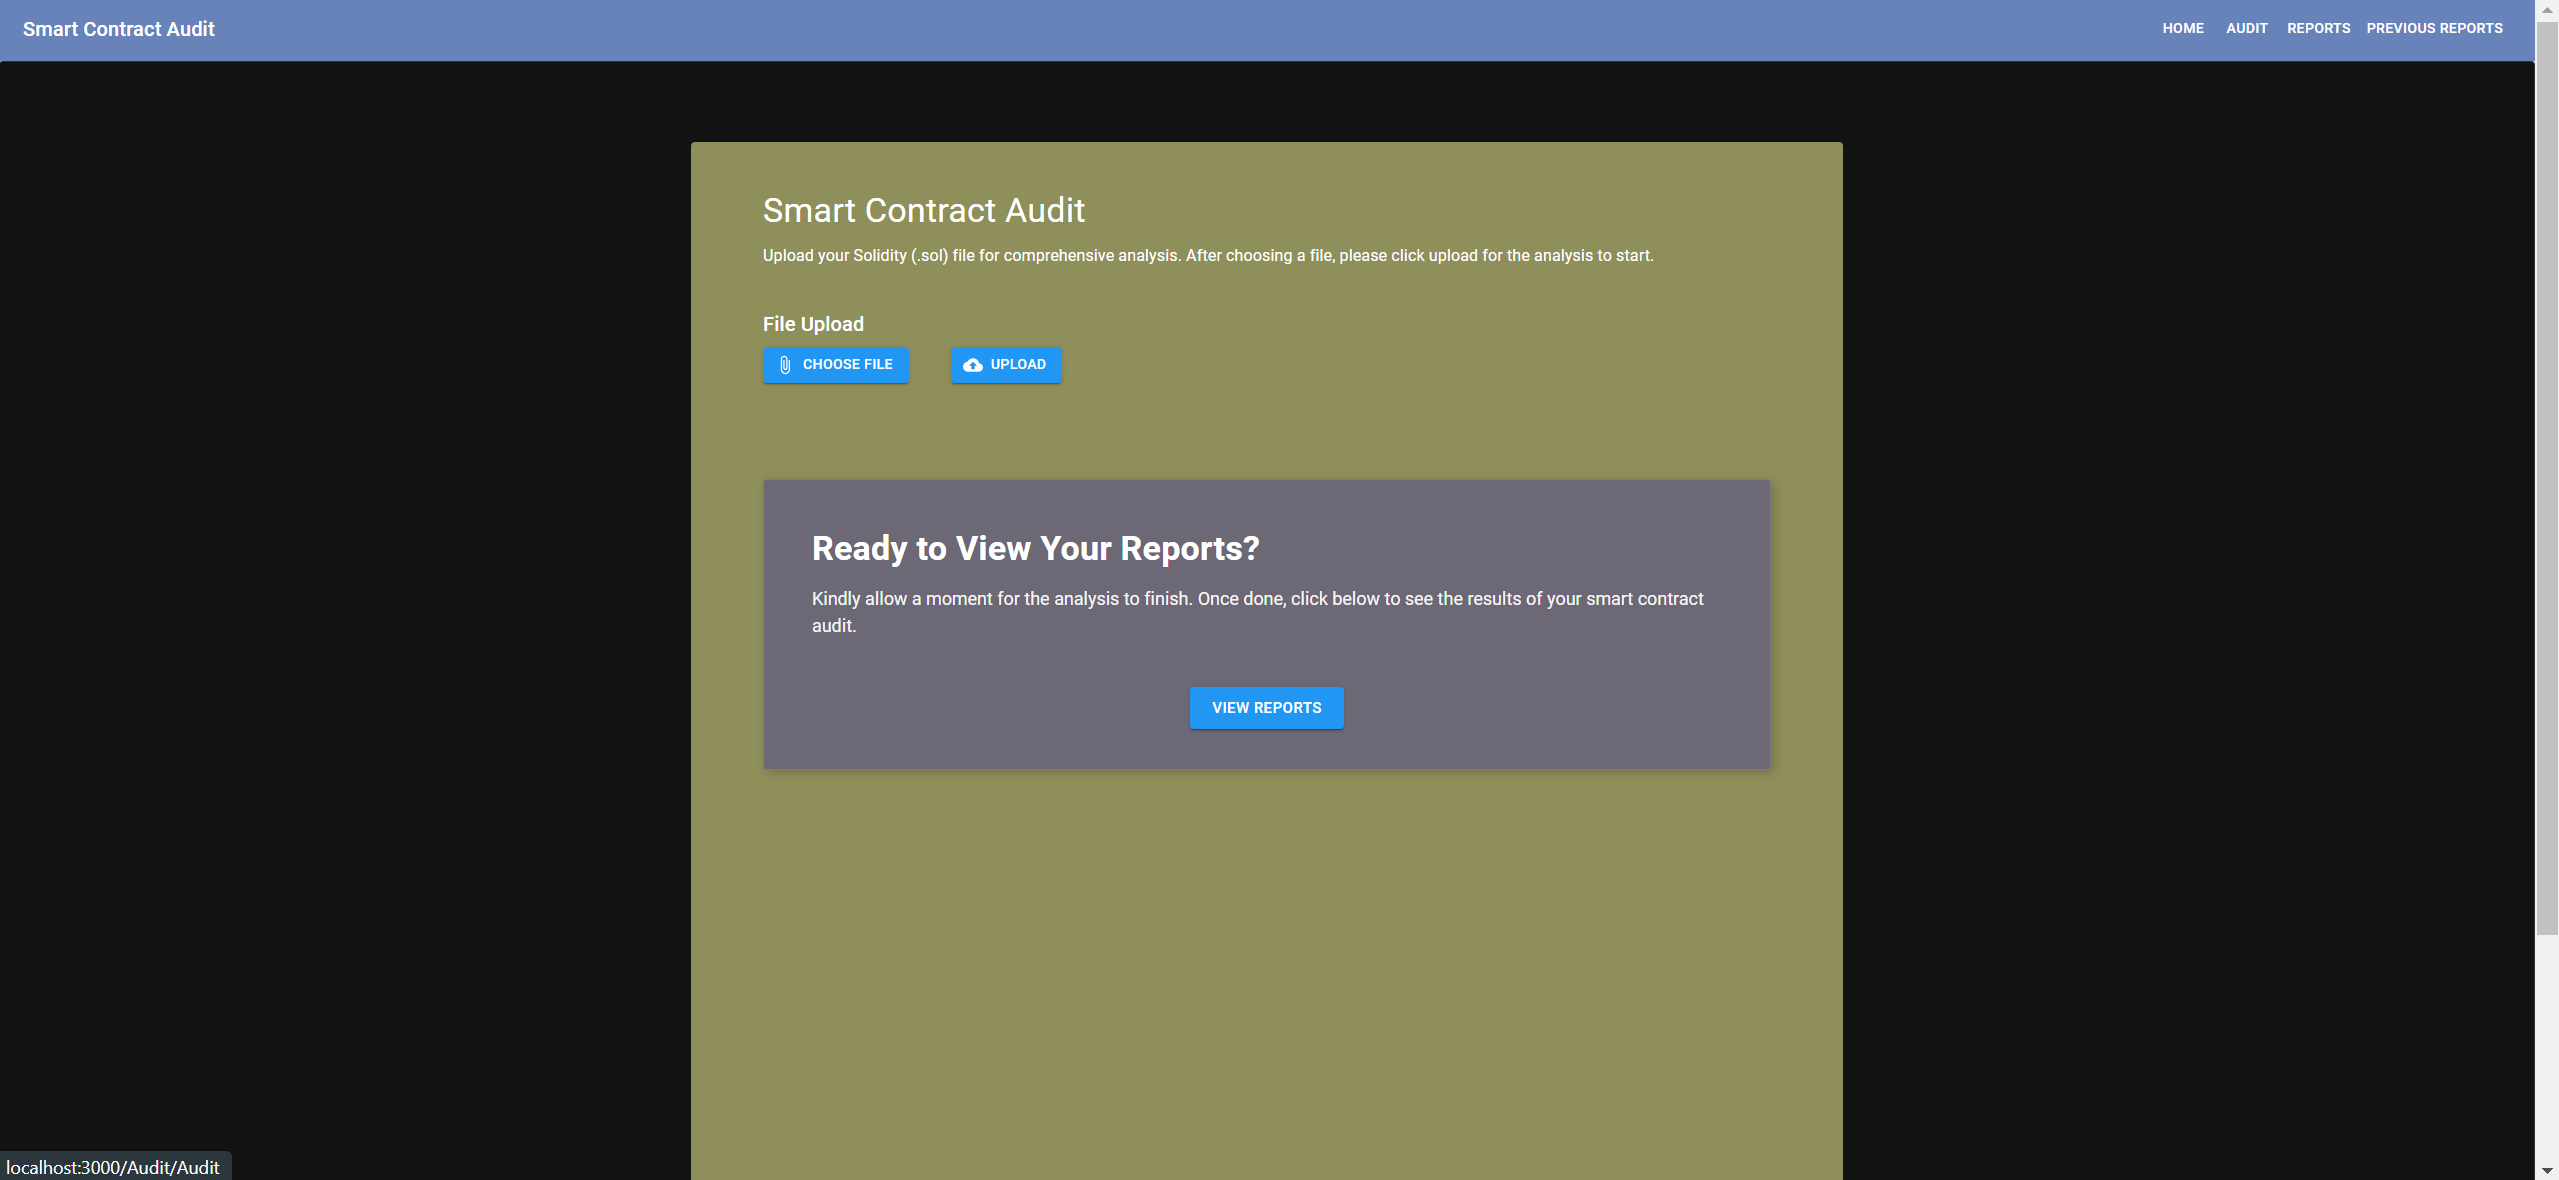 Smart Contract Audit
HOME AUDIT REPORTS PREVIOUS REPORTS
Smart Contract Audit
Upload your Solidity (.sol) file for comprehensive analysis. After choosing a file, please click upload for the analysis to start.
File Upload
CHOOSE FILE UPLOAD
Ready to View Your Reports?
Kindly allow a moment for the analysis to finish. Once done, click below to see the results of your smart contract
audit.
VIEW REPORTS
localhost:3000/Audit/Audit